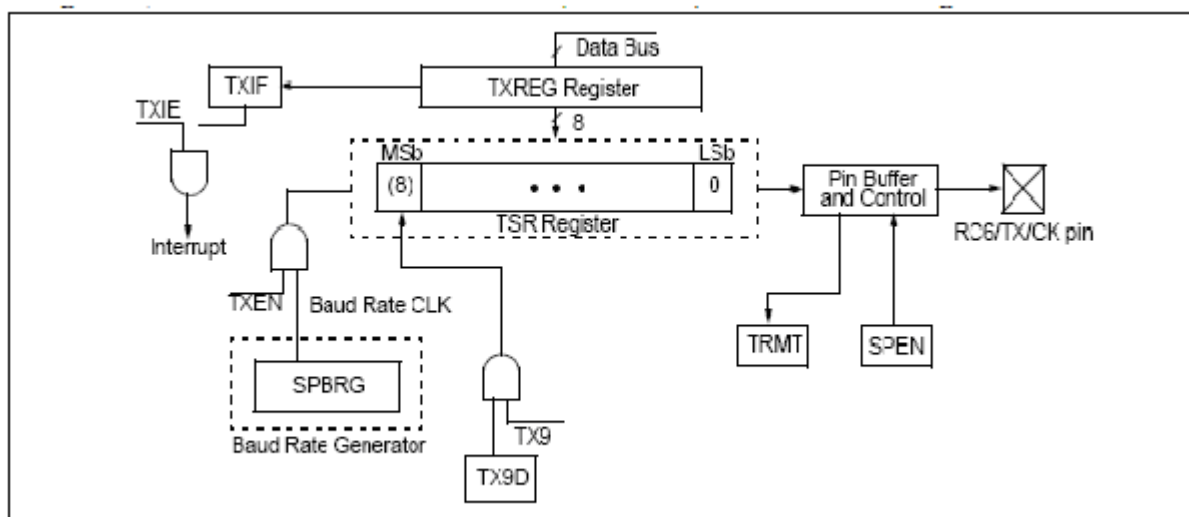 Data Bus
TXIF
TXREG Register
TXIE
8
MSb
LSb
(8)
0
TSR Register
Pin Buffer
and Control
Interrupt
RC6/TX/CK pin
TXEN
Baud Rate CLK
TRMT
SPEN
SPBRG
TX9
Baud Rate Generator
TX9D